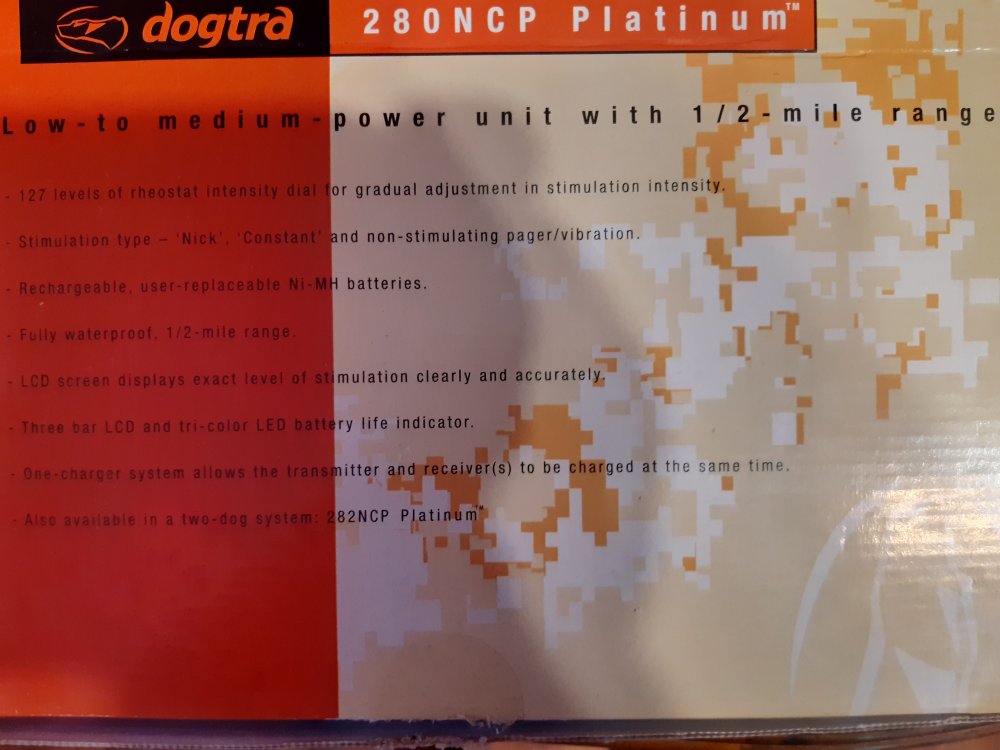 dogtra 280NCP Platinum™
Low-to medium-power unit with 1/2-mile range
- 127 levels of rheostat intensity dial for gradual adjustment in stimulation intensity.
- Stimulation type – 'Nick', 'Constant' and non-stimulating pager/vibration.
- Rechargeable, user-replaceable Ni-MH batteries.
- Fully waterproof, 1/2-mile range.
- LCD screen displays exact level of stimulation clearly and accurately.
- Three bar LCD and tri-color LED battery life indicator.
- One-charger system allows the transmitter and receiver(s) to be charged at the same time.
- Also available in a two-dog system: 282NCP Platinum™